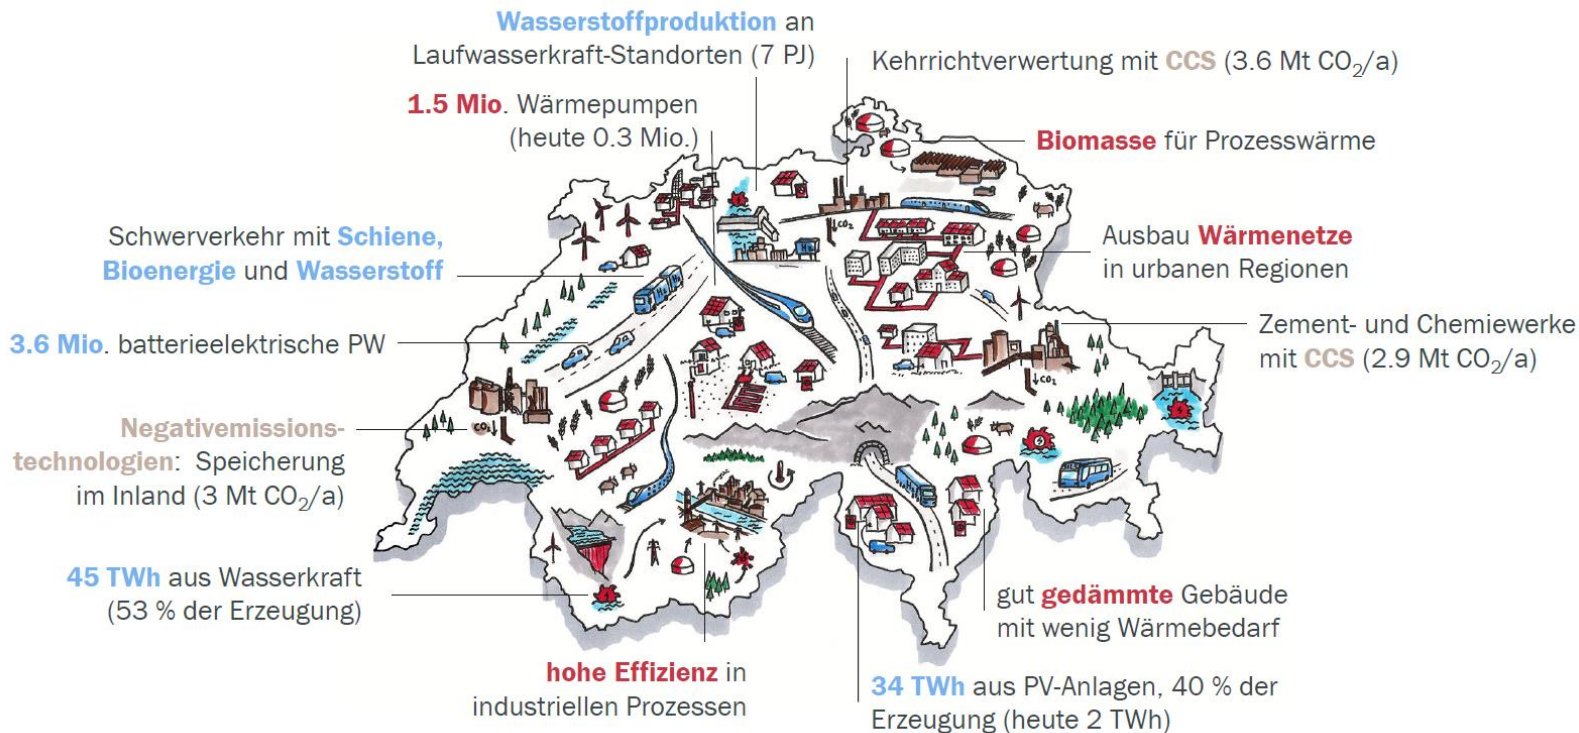 Wasserstoffproduktion an
Laufwasserkraft-Standorten (7 PJ)
Kehrrichtverwertung mit CCS (3.6 Mt CO₂/a)
1.5 Mio. Wärmepumpen
(heute 0.3 Mio.)
Biomasse für Prozesswärme
Schwerverkehr mit Schiene,
Bioenergie und Wasserstoff
Ausbau Wärmenetze
in urbanen Regionen
3.6 Mio. batterieelektrische PW
Zement- und Chemiewerke
mit CCS (2.9 Mt CO₂/a)
Negativemissions-
technologien: Speicherung
im Inland (3 Mt CO₂/a)
45 TWh aus Wasserkraft
(53 % der Erzeugung)
gut gedämmte Gebäude
mit wenig Wärmebedarf
hohe Effizienz in
industriellen Prozessen
34 TWh aus PV-Anlagen, 40 % der
Erzeugung (heute 2 TWh)
CO₂
CO₂
CO₂